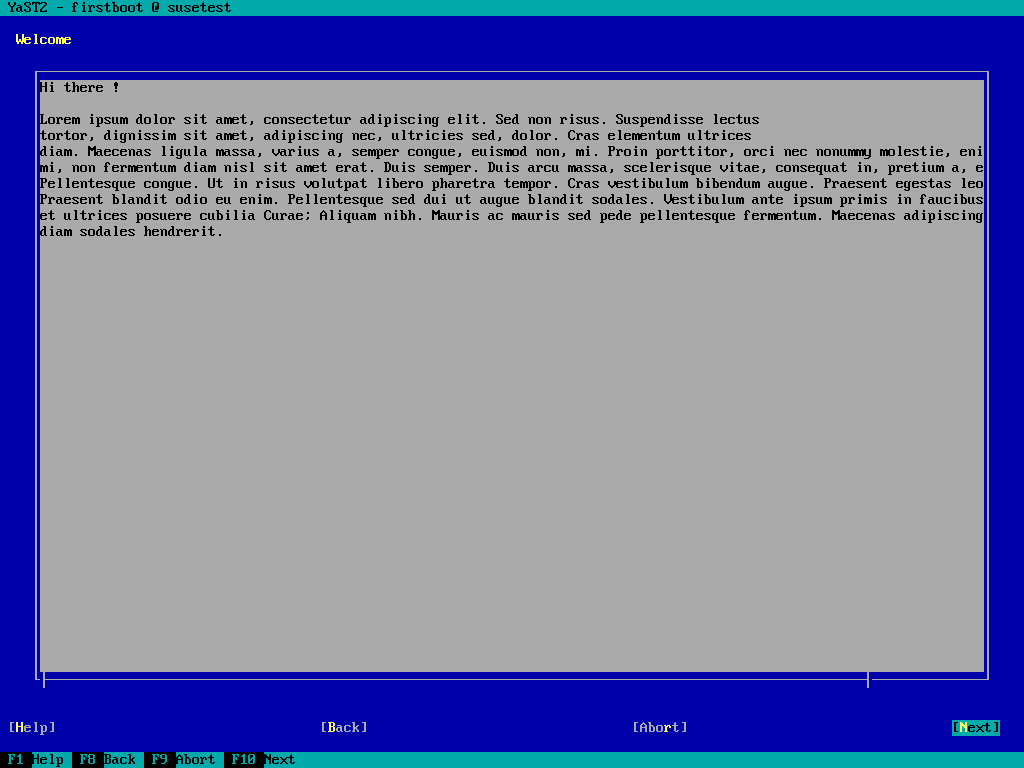 YaST2 - firstboot @ susetest
Welcome
Hi there !
Lorem ipsum dolor sit amet, consectetur adipiscing elit. Sed non risus. Suspendisse lectus
tortor, dignissim sit amet, adipiscing nec, ultricies sed, dolor. Cras elementum ultrices
diam. Maecenas ligula massa, varius a, semper congue, euismod non, mi. Proin porttitor, orci nec nonummy molestie, eni
mi, non fermentum diam nisl sit amet erat. Duis semper. Duis arcu massa, scelerisque vitae, consequat in, pretium a, e
Pellentesque congue. Ut in risus volutpat libero pharetra tempor. Cras vestibulum bibendum augue. Praesent egestas leo
Praesent blandit odio eu enim. Pellentesque sed dui ut augue blandit sodales. Vestibulum ante ipsum primis in faucibus
et ultrices posuere cubilia Curae; Aliquam nibh. Mauris ac mauris sed pede pellentesque fermentum. Maecenas adipiscing
diam sodales hendrerit.
[Help] [Back] [Abort] [Next]
F1 Help F8 Back F9 Abort F10 Next